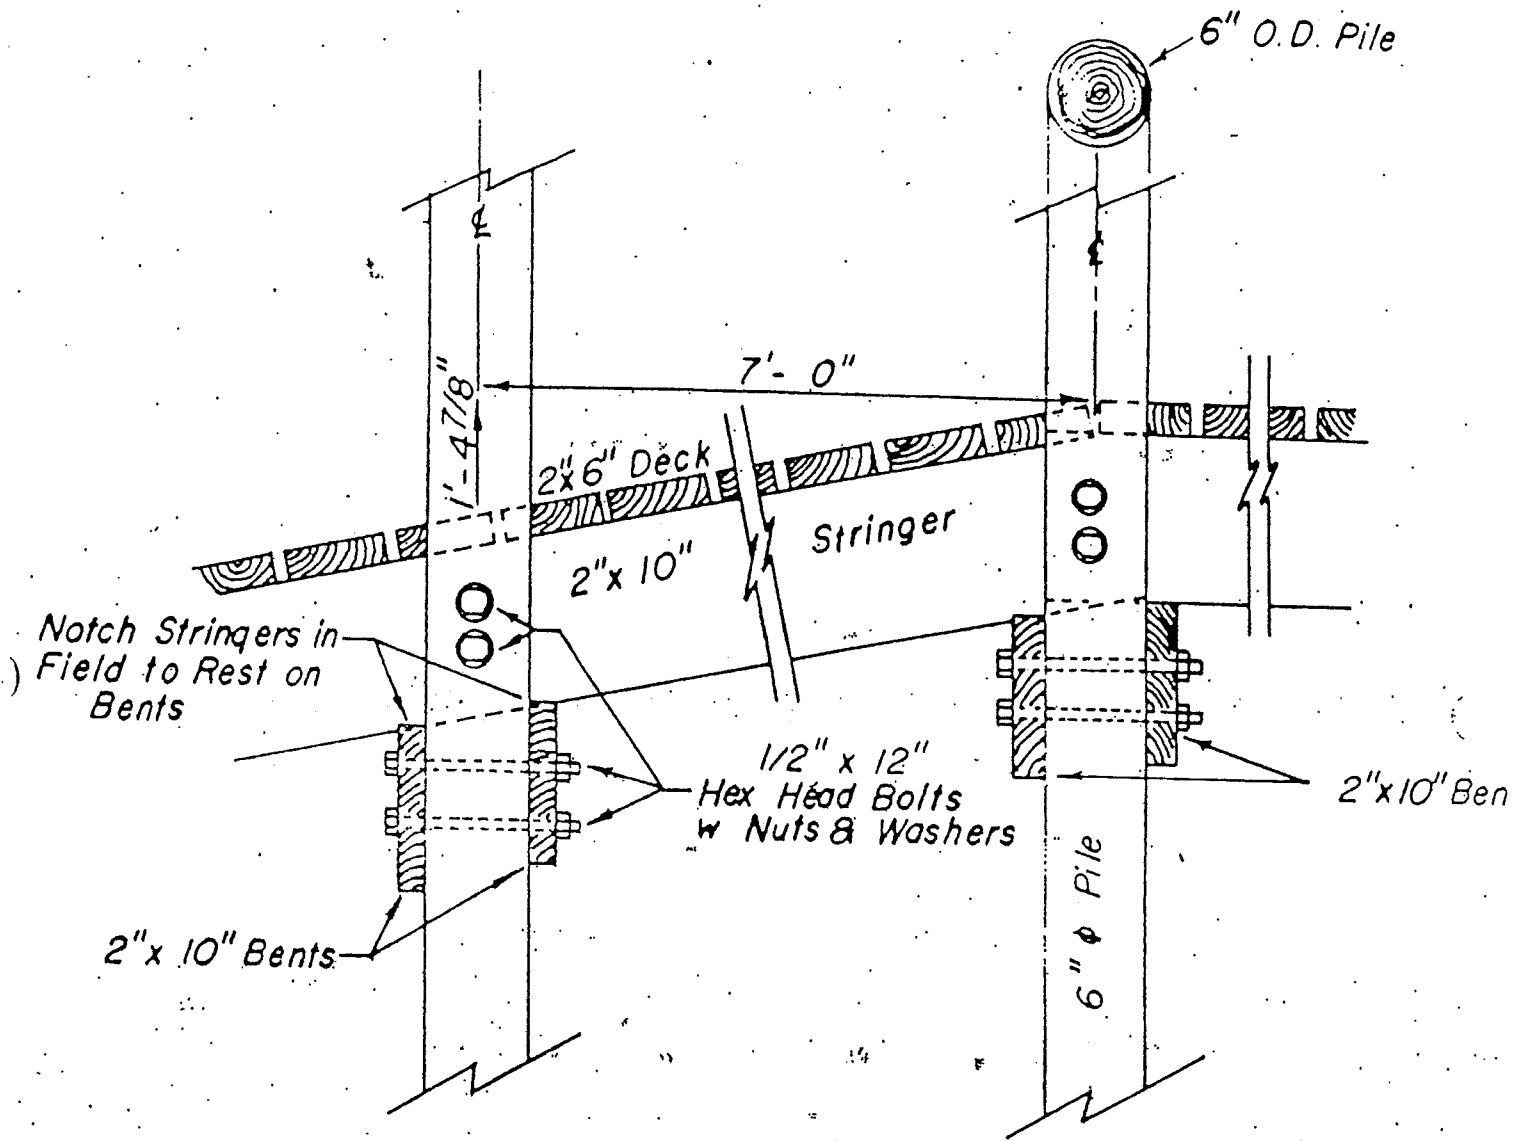 6" O.D. Pile
℄
℄
7'- 0"
1'-4 7/8"
2"x 6" Deck
Stringer
2"x 10"
Notch Stringers in
Field to Rest on
Bents
1/2" x 12"
Hex Head Bolts
w Nuts & Washers
2"x10" Ben
2"x 10" Bents
6" ϕ Pile